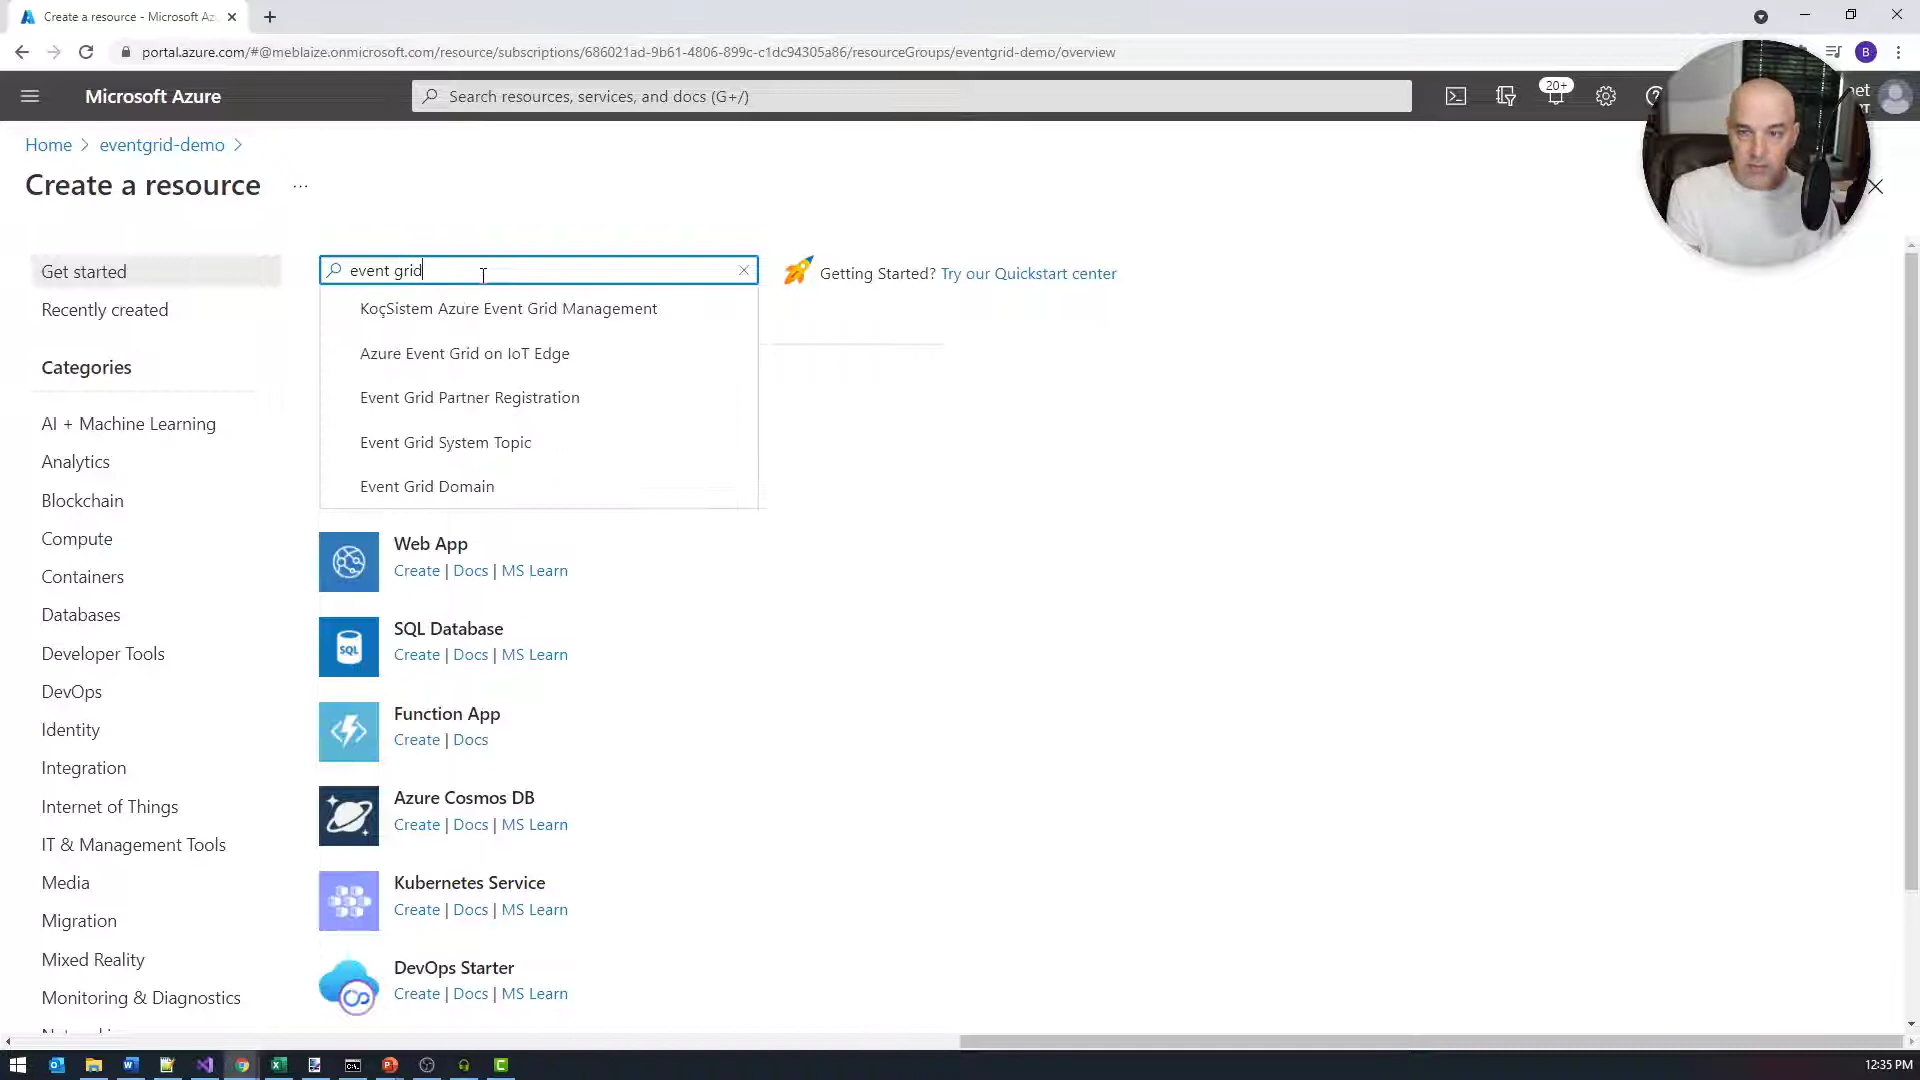 Create a resource - Microsoft Az
portal.azure.com/#@meblaize.onmicrosoft.com/resource/subscriptions/686021ad-9b61-4806-899c-c1dc94305a86/resourceGroups/eventgrid-demo/overview
B
Microsoft Azure
Search resources, services, and docs (G+/)
20+
Home > eventgrid-demo >
Create a resource ...
Get started
Recently created
Categories
AI + Machine Learning
Analytics
Blockchain
Compute
Containers
Databases
Developer Tools
DevOps
Identity
Integration
Internet of Things
IT & Management Tools
Media
Migration
Mixed Reality
Monitoring & Diagnostics
event grid
KoçSistem Azure Event Grid Management
Azure Event Grid on IoT Edge
Event Grid Partner Registration
Event Grid System Topic
Event Grid Domain
Getting Started? Try our Quickstart center
Web App
Create | Docs | MS Learn
SQL
SQL Database
Create | Docs | MS Learn
Function App
Create | Docs
Azure Cosmos DB
Create | Docs | MS Learn
Kubernetes Service
Create | Docs | MS Learn
DevOps Starter
Create | Docs | MS Learn
12:35 PM